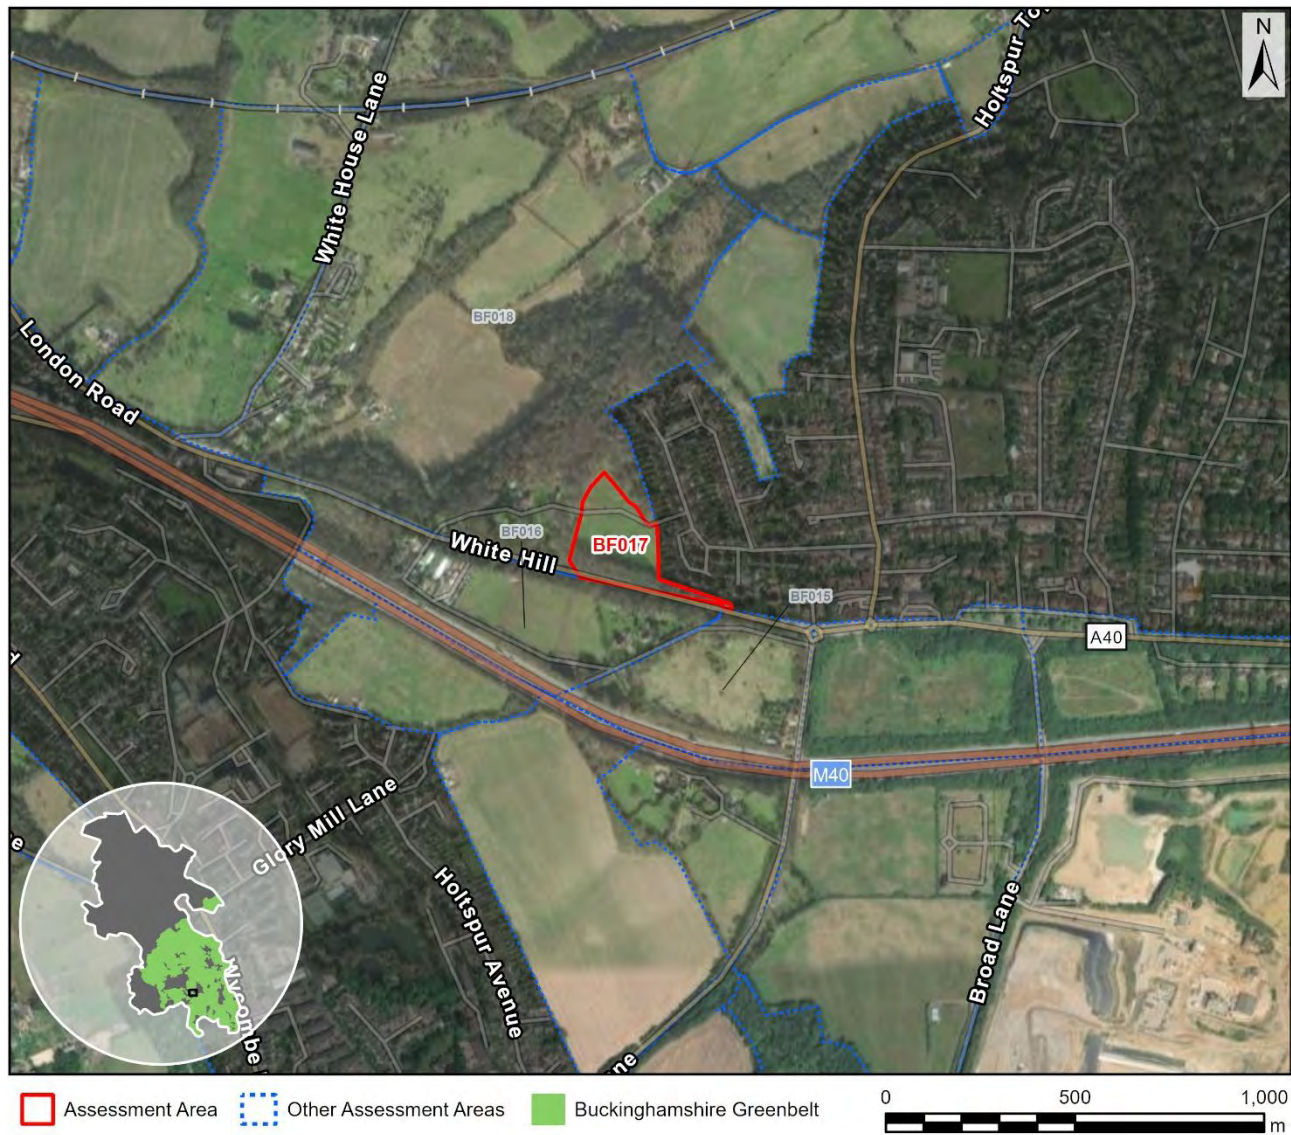 N
Holtspur To
White House Lane
London Road
BF018
BF016
White Hill
BF017
BF015
A40
M40
Glory Mill Lane
Holtspur Avenue
Broad Lane
Assessment Area
Other Assessment Areas
Buckinghamshire Greenbelt
0
500
1,000
m